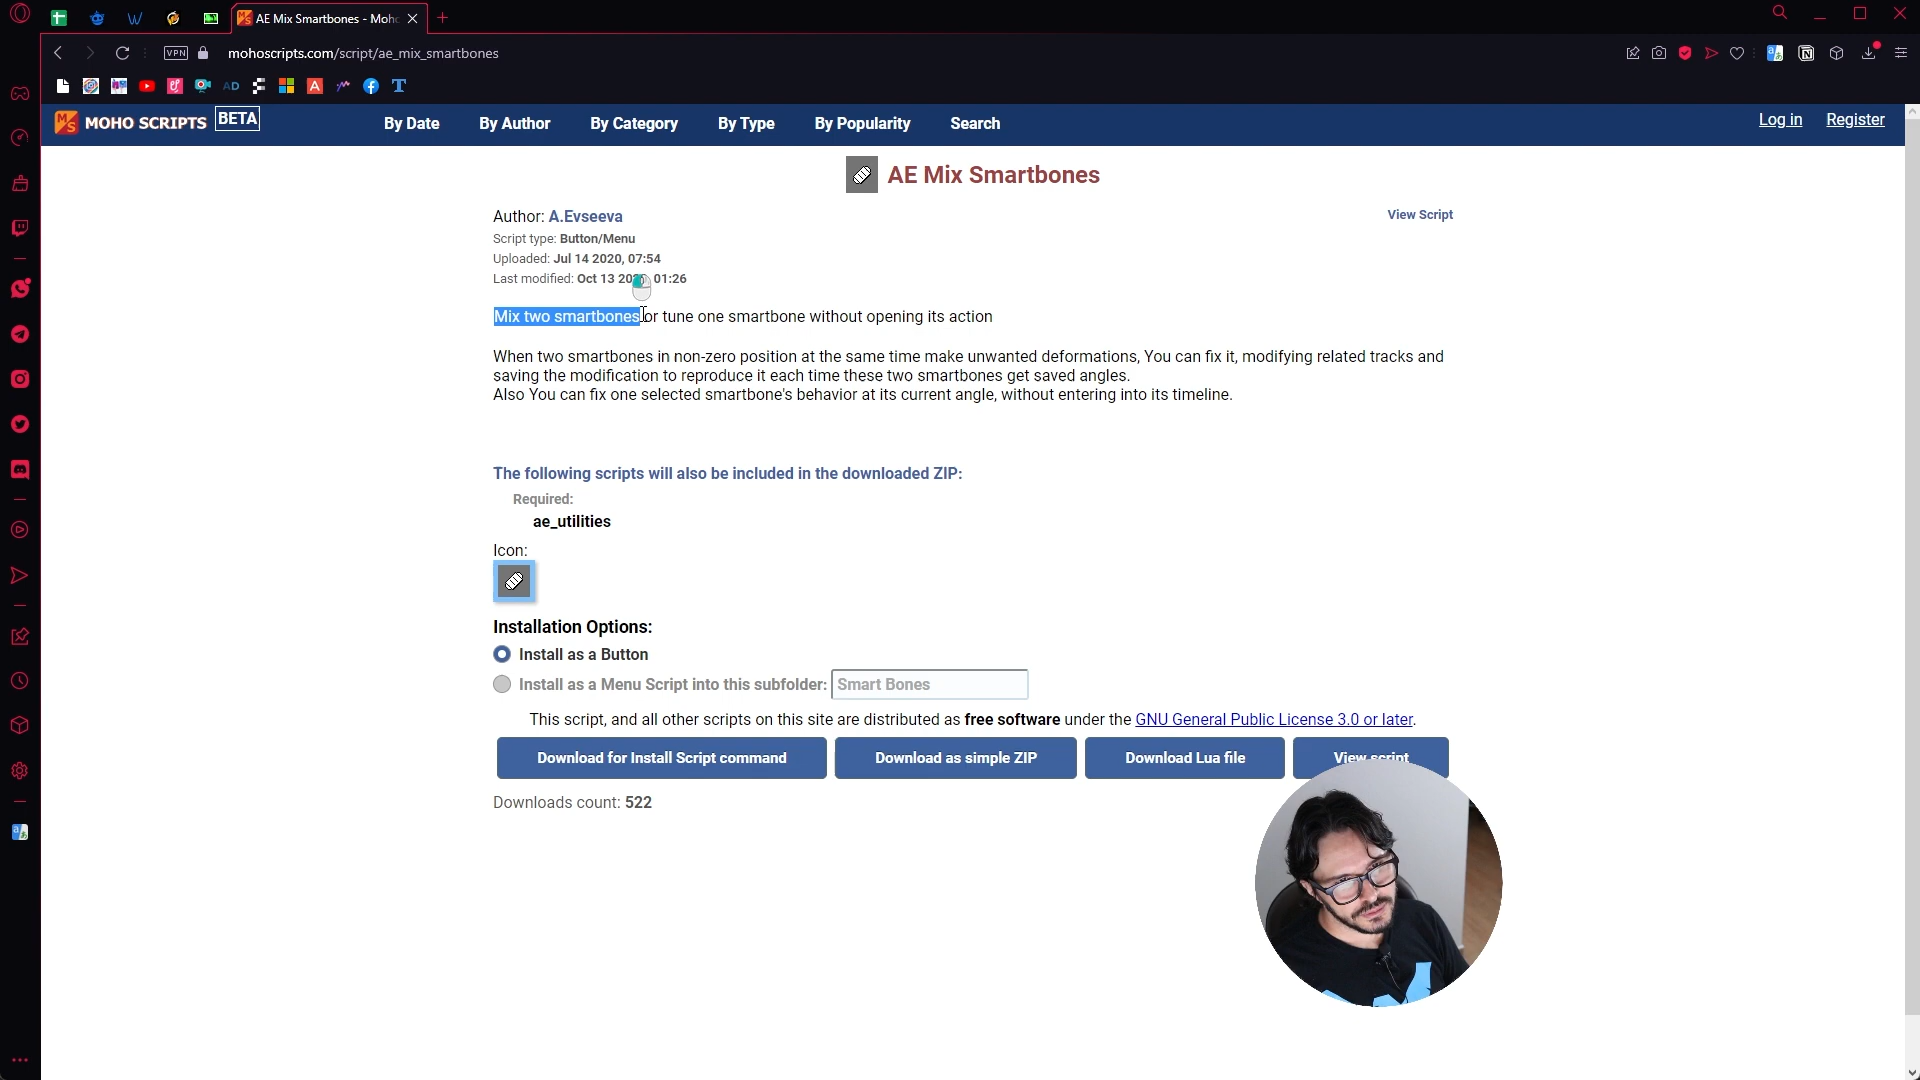 AE Mix Smartbones - Moho
VPN
mohoscripts.com/script/ae_mix_smartbones
AD
MOHO SCRIPTS BETA
By Date
By Author
By Category
By Type
By Popularity
Search
Log in
Register
AE Mix Smartbones
Author: A.Evseeva
View Script
Script type: Button/Menu
Uploaded: Jul 14 2020, 07:54
Last modified: Oct 13 20 01:26
Mix two smartbones or tune one smartbone without opening its action
When two smartbones in non-zero position at the same time make unwanted deformations, You can fix it, modifying related tracks and
saving the modification to reproduce it each time these two smartbones get saved angles.
Also You can fix one selected smartbone's behavior at its current angle, without entering into its timeline.
The following scripts will also be included in the downloaded ZIP:
Required:
ae_utilities
Icon:
Installation Options:
Install as a Button
Install as a Menu Script into this subfolder: Smart Bones
This script, and all other scripts on this site are distributed as free software under the GNU General Public License 3.0 or later.
Download for Install Script command
Download as simple ZIP
Download Lua file
View script
Downloads count: 522